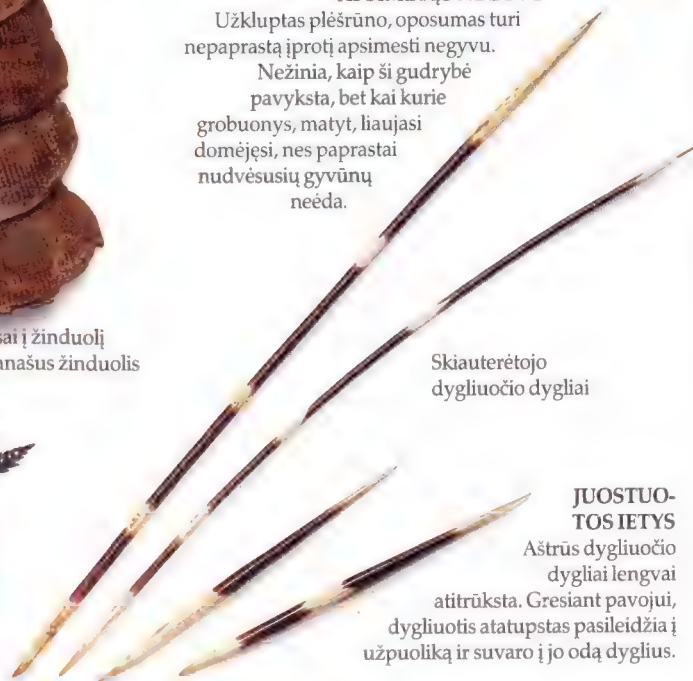 Užkluptas plėšrūno, oposumas turi
nepaprastą įprotį apsimesti negyvu.
Nežinia, kaip ši gudrybė
pavyksta, bet kai kurie
grobuonys, matyt, liaujasi
domėjęsi, nes paprastai
nudvėsusių gyvūnų
neėda.
į žinduolį
žinduolis
Skiauterėtojo
dygliuočio dygliai
JUOSTUO-
TOS IETYS
Aštrūs dygliuočio
dygliai lengvai
atitrūksta. Gresiant pavojui,
dygliuotis atatupstas pasileidžia į
užpuoliką ir suvaro į jo odą dyglius.